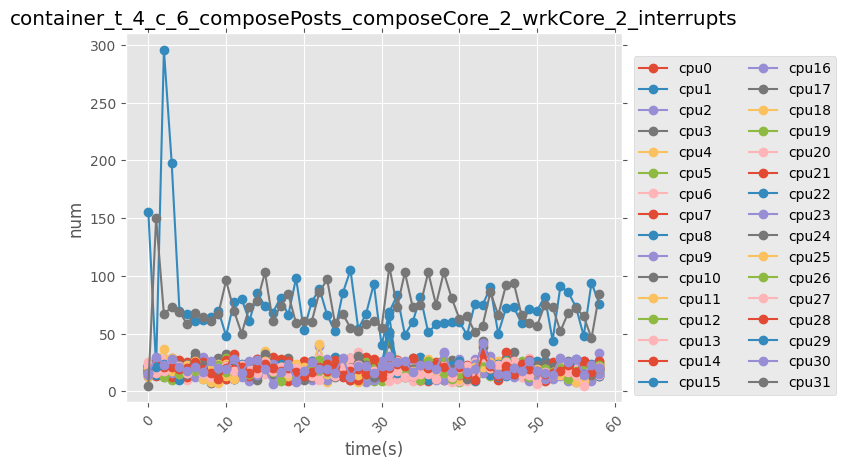 container_t_4_c_6_composePosts_composeCore_2_wrkCore_2_interrupts
300
250
200
150
100
50
0
num
0 10 20 30 40 50 60
time(s)
cpu0 cpu16
cpu1 cpu17
cpu2 cpu18
cpu3 cpu19
cpu4 cpu20
cpu5 cpu21
cpu6 cpu22
cpu7 cpu23
cpu8 cpu24
cpu9 cpu25
cpu10 cpu26
cpu11 cpu27
cpu12 cpu28
cpu13 cpu29
cpu14 cpu30
cpu15 cpu31